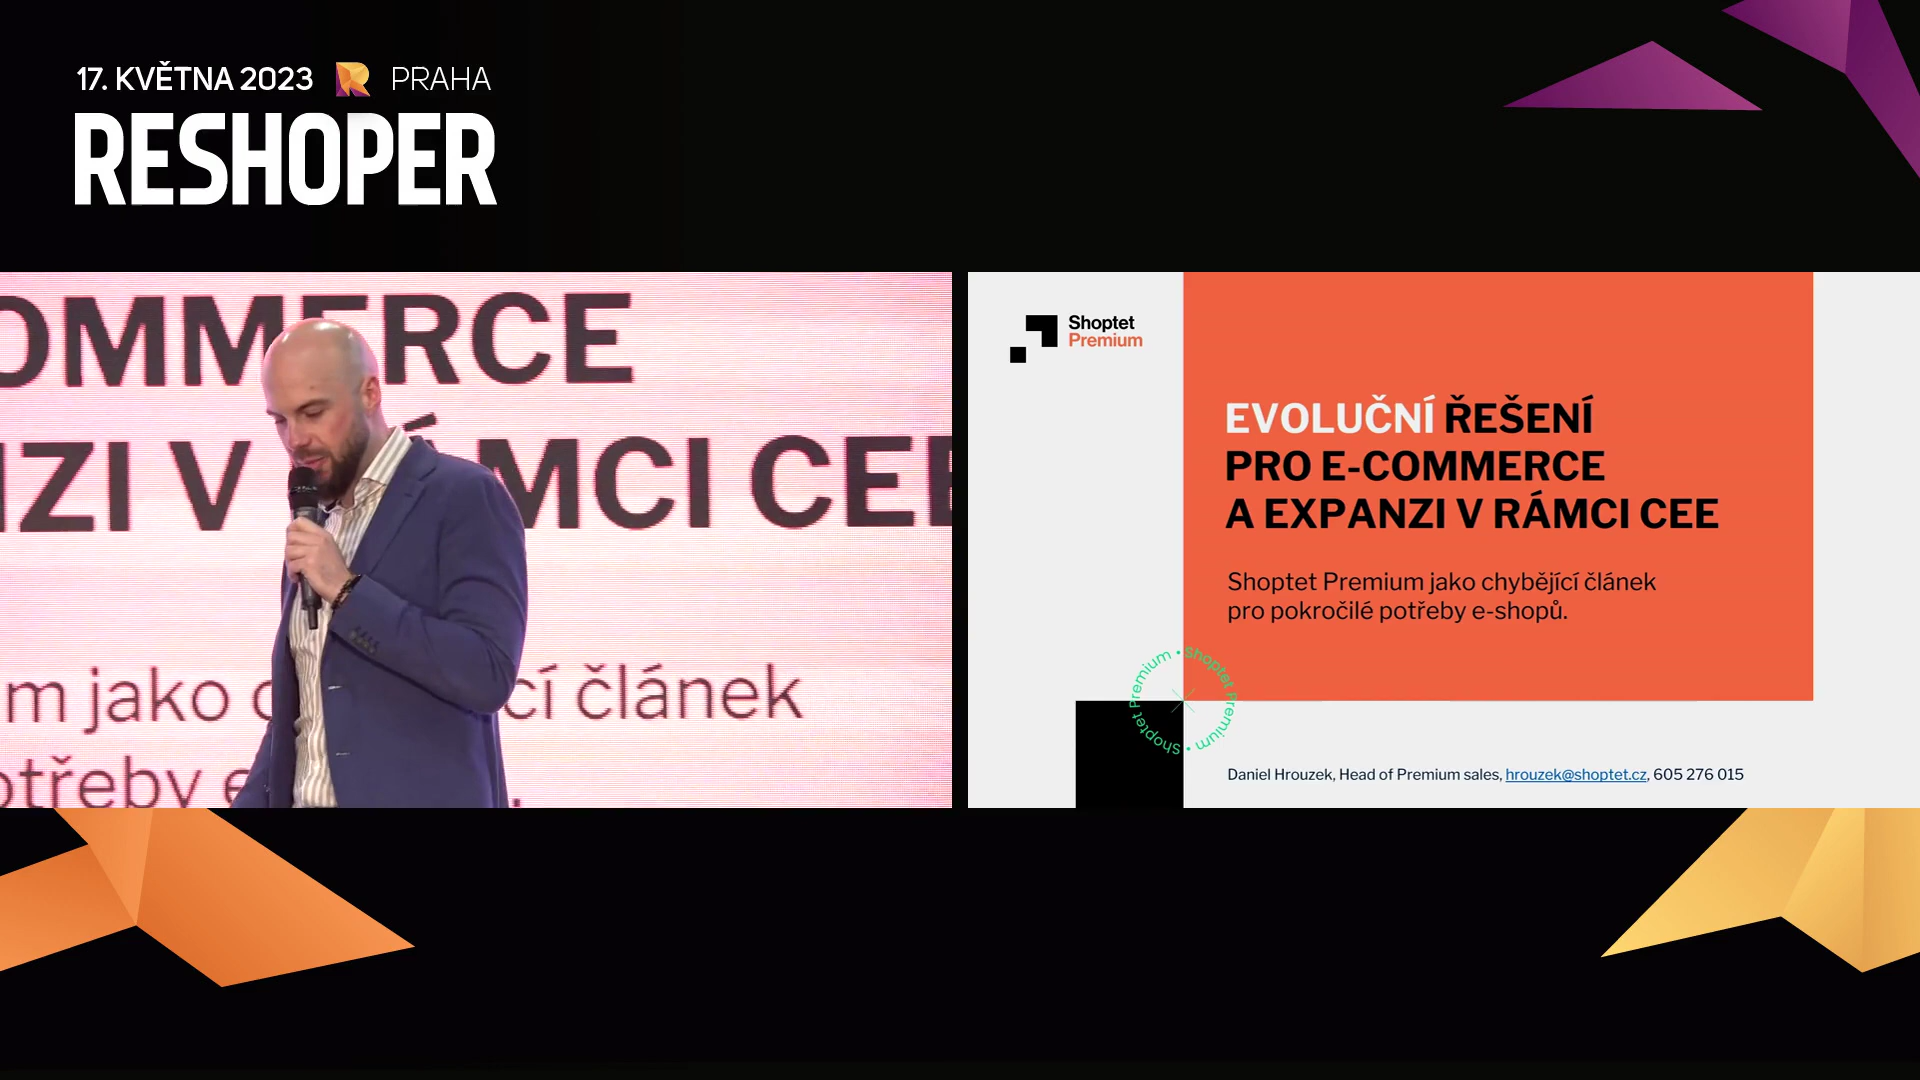 17. KVĚTNA 2023 R PRAHA
RESHOPER
OMMERCE
NZI V RÁMCI CEE
m jako c cí článek
otřeby e
Shoptet
Premium
EVOLUČNÍ ŘEŠENÍ
PRO E-COMMERCE
A EXPANZI V RÁMCI CEE
Shoptet Premium jako chybějící článek
pro pokročilé potřeby e-shopů.
Shoptet Premium • Shoptet Premium •
Daniel Hrouzek, Head of Premium sales, hrouzek@shoptet.cz, 605 276 015